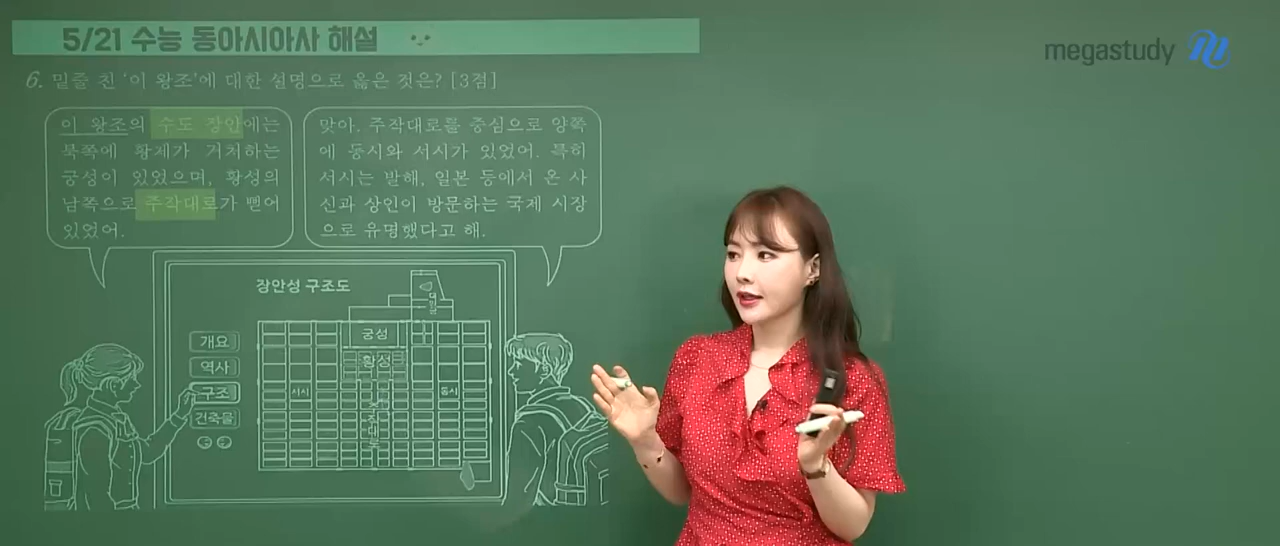 5/21 수능 동아시아사 해설
megastudy
6. 밑줄 친 '이 왕조'에 대한 설명으로 옳은 것은? [3점]
이 왕조의 수도 장안에는
북쪽에 황제가 거처하는
궁성이 있었으며, 황성의
남쪽으로 주작대로가 뻗어
있었어.
맞아. 주작대로를 중심으로 양쪽
에 동시와 서시가 있었어. 특히
서시는 발해, 일본 등에서 온 사
신과 상인이 방문하는 국제 시장
으로 유명했다고 해.
장안성 구조도
대명궁
개요
역사
구조
건축물
궁성
황성
서시
동시
주작대로